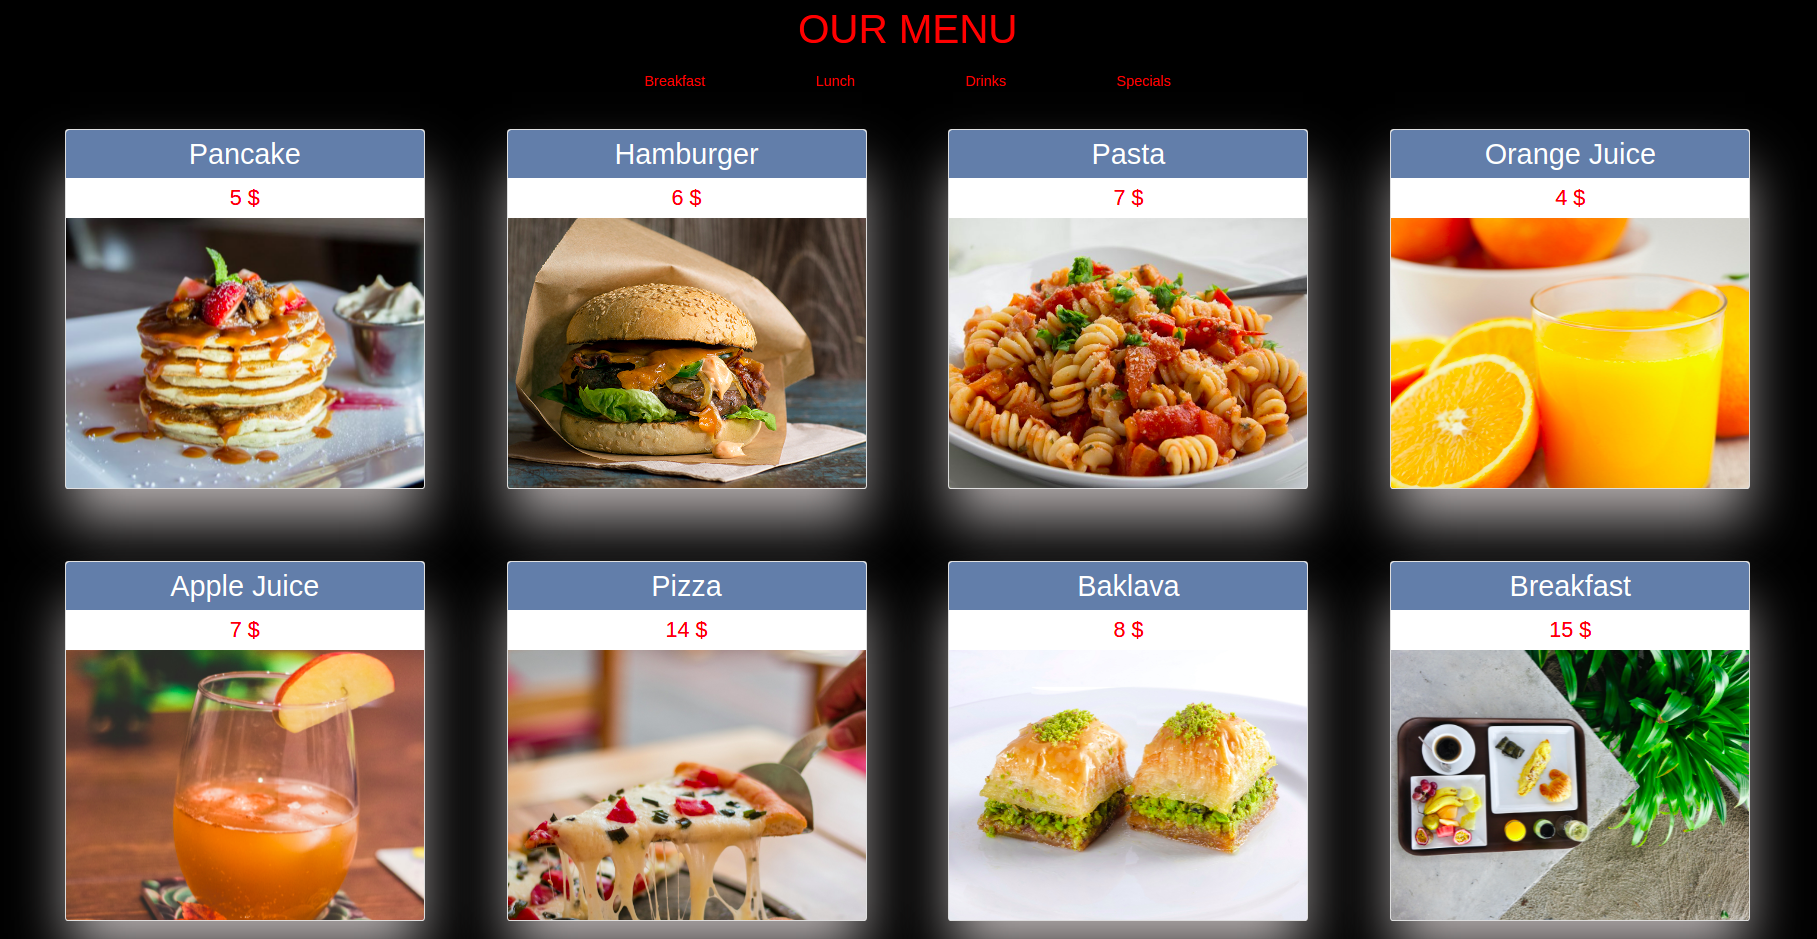 OUR MENU
Breakfast Lunch Drinks Specials
Pancake
5 $
Hamburger
6 $
Pasta
7 $
Orange Juice
4 $
Apple Juice
7 $
Pizza
14 $
Baklava
8 $
Breakfast
15 $